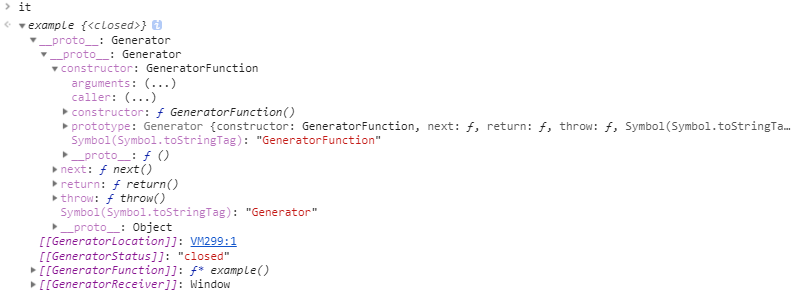 > it
<· ▼example {<closed>} i
▼__proto__: Generator
▼__proto__: Generator
▼constructor: GeneratorFunction
arguments: (...)
caller: (...)
▶constructor: ƒ GeneratorFunction()
▶prototype: Generator {constructor: GeneratorFunction, next: ƒ, return: ƒ, throw: ƒ, Symbol(Symbol.toStringTa…
Symbol(Symbol.toStringTag): "GeneratorFunction"
▶__proto__: ƒ ()
▶next: ƒ next()
▶return: ƒ return()
▶throw: ƒ throw()
Symbol(Symbol.toStringTag): "Generator"
▶__proto__: Object
[[GeneratorLocation]]: VM299:1
[[GeneratorStatus]]: "closed"
▶[[GeneratorFunction]]: ƒ* example()
▶[[GeneratorReceiver]]: Window